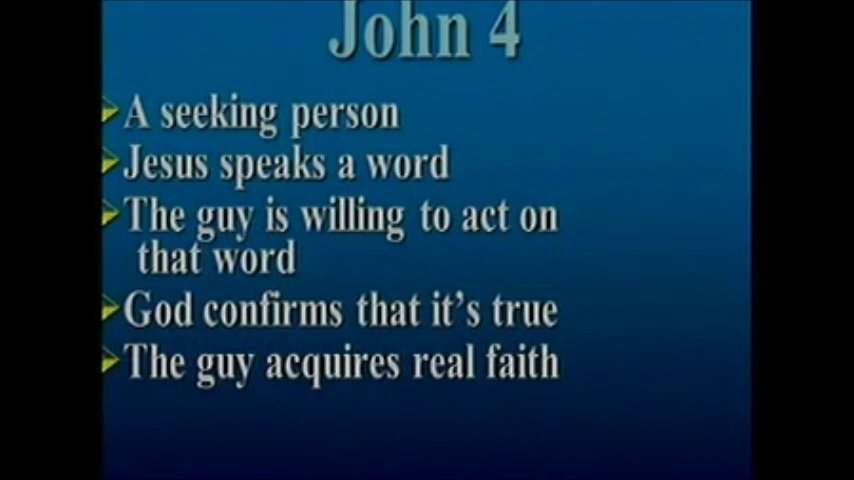 John 4
A seeking person
Jesus speaks a word
The guy is willing to act on
that word
God confirms that it's true
The guy acquires real faith